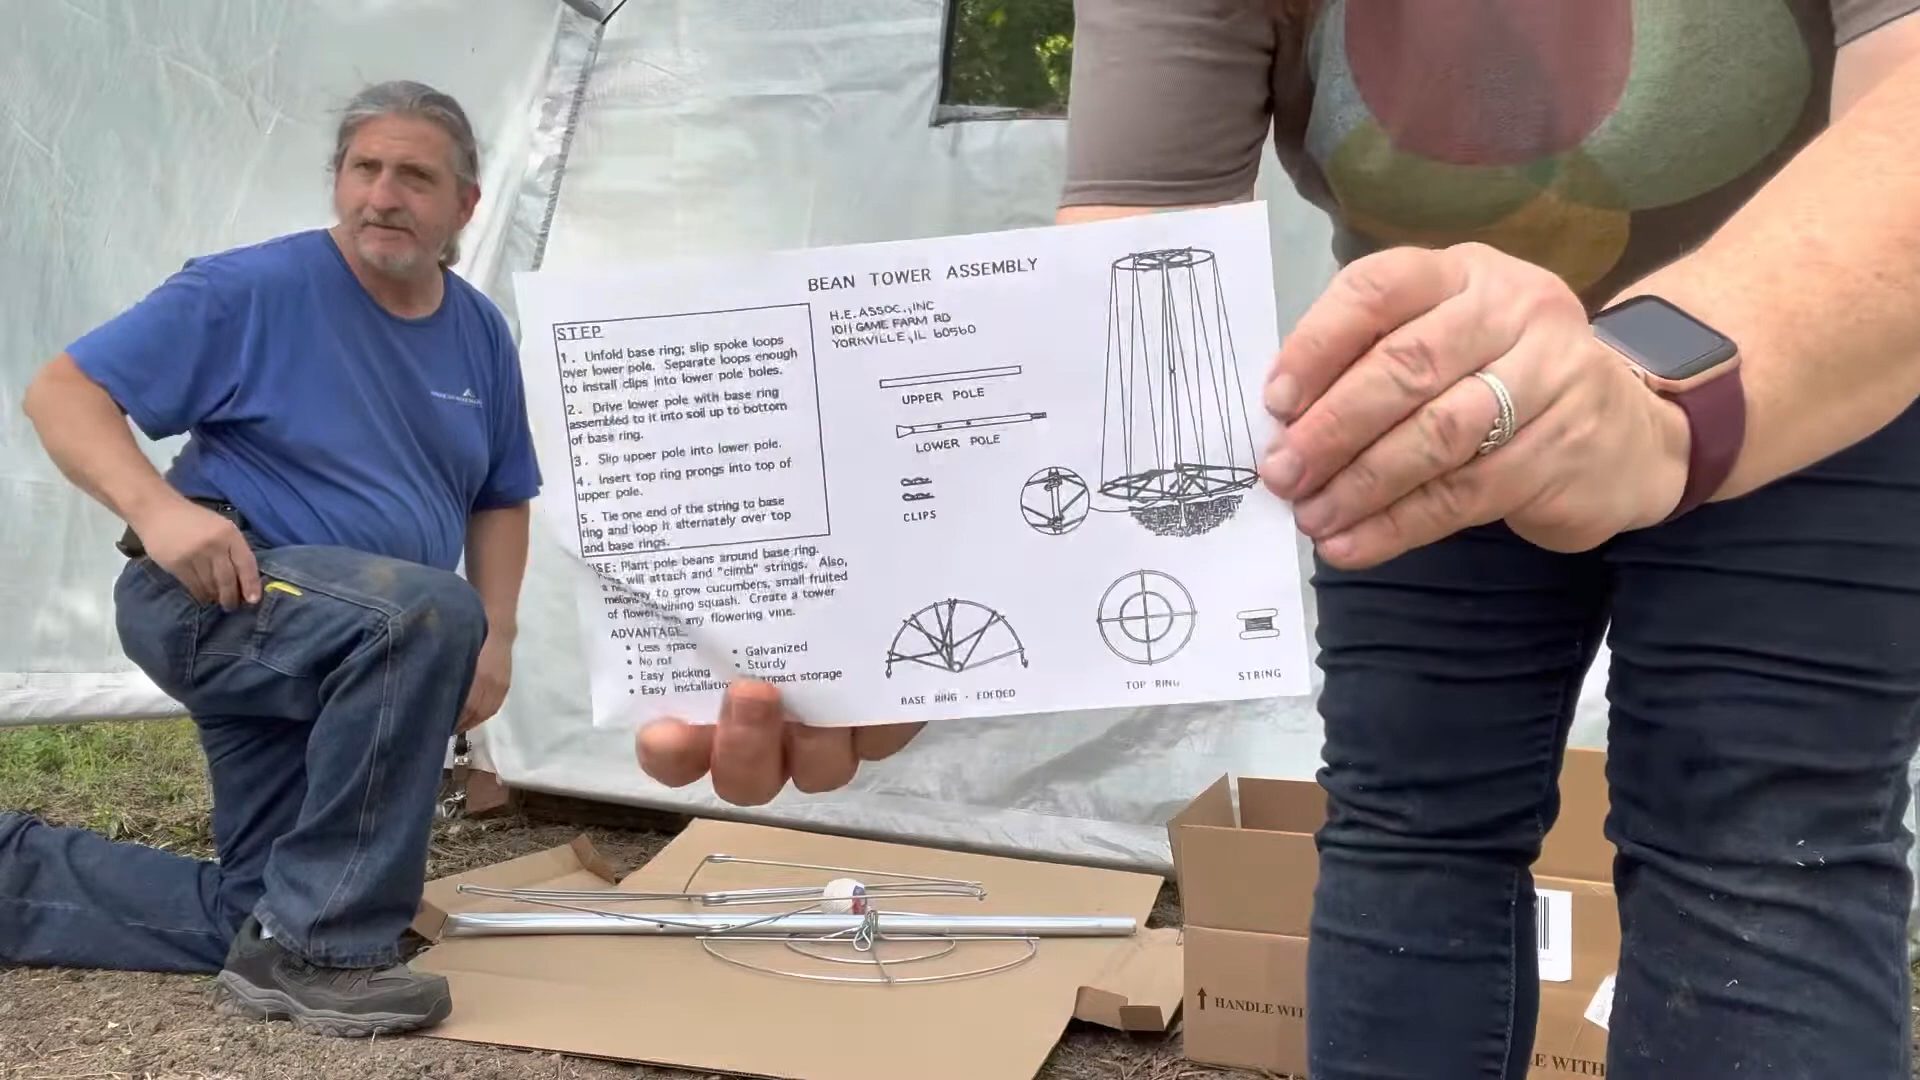 BEAN TOWER ASSEMBLY
H.E. ASSOC., INC
1011 GAME FARM RD
YORKVILLE, IL 60560
STEP
1. Unfold base ring; slip spoke loops
over lower pole. Separate loops enough
to install clips into lower pole holes.
2. Drive lower pole with base ring
assembled to it into soil up to bottom
of base ring.
3. Slip upper pole into lower pole.
4. Insert top ring prongs into top of
upper pole.
5. Tie one end of the string to base
ring and loop it alternately over top
and base rings.
USE: Plant pole beans around base ring.
will attach and "climb" strings. Also,
a way to grow cucumbers, small fruited
melons vining squash. Create a tower
of flowers any flowering vine.
ADVANTAGE
• Less space
• No rot
• Easy picking
• Easy installatio
• Galvanized
• Sturdy
mpact storage
UPPER POLE
LOWER POLE
CLIPS
BASE RING - FOLDED
TOP RING
STRING
HANDLE WIT
E WITH